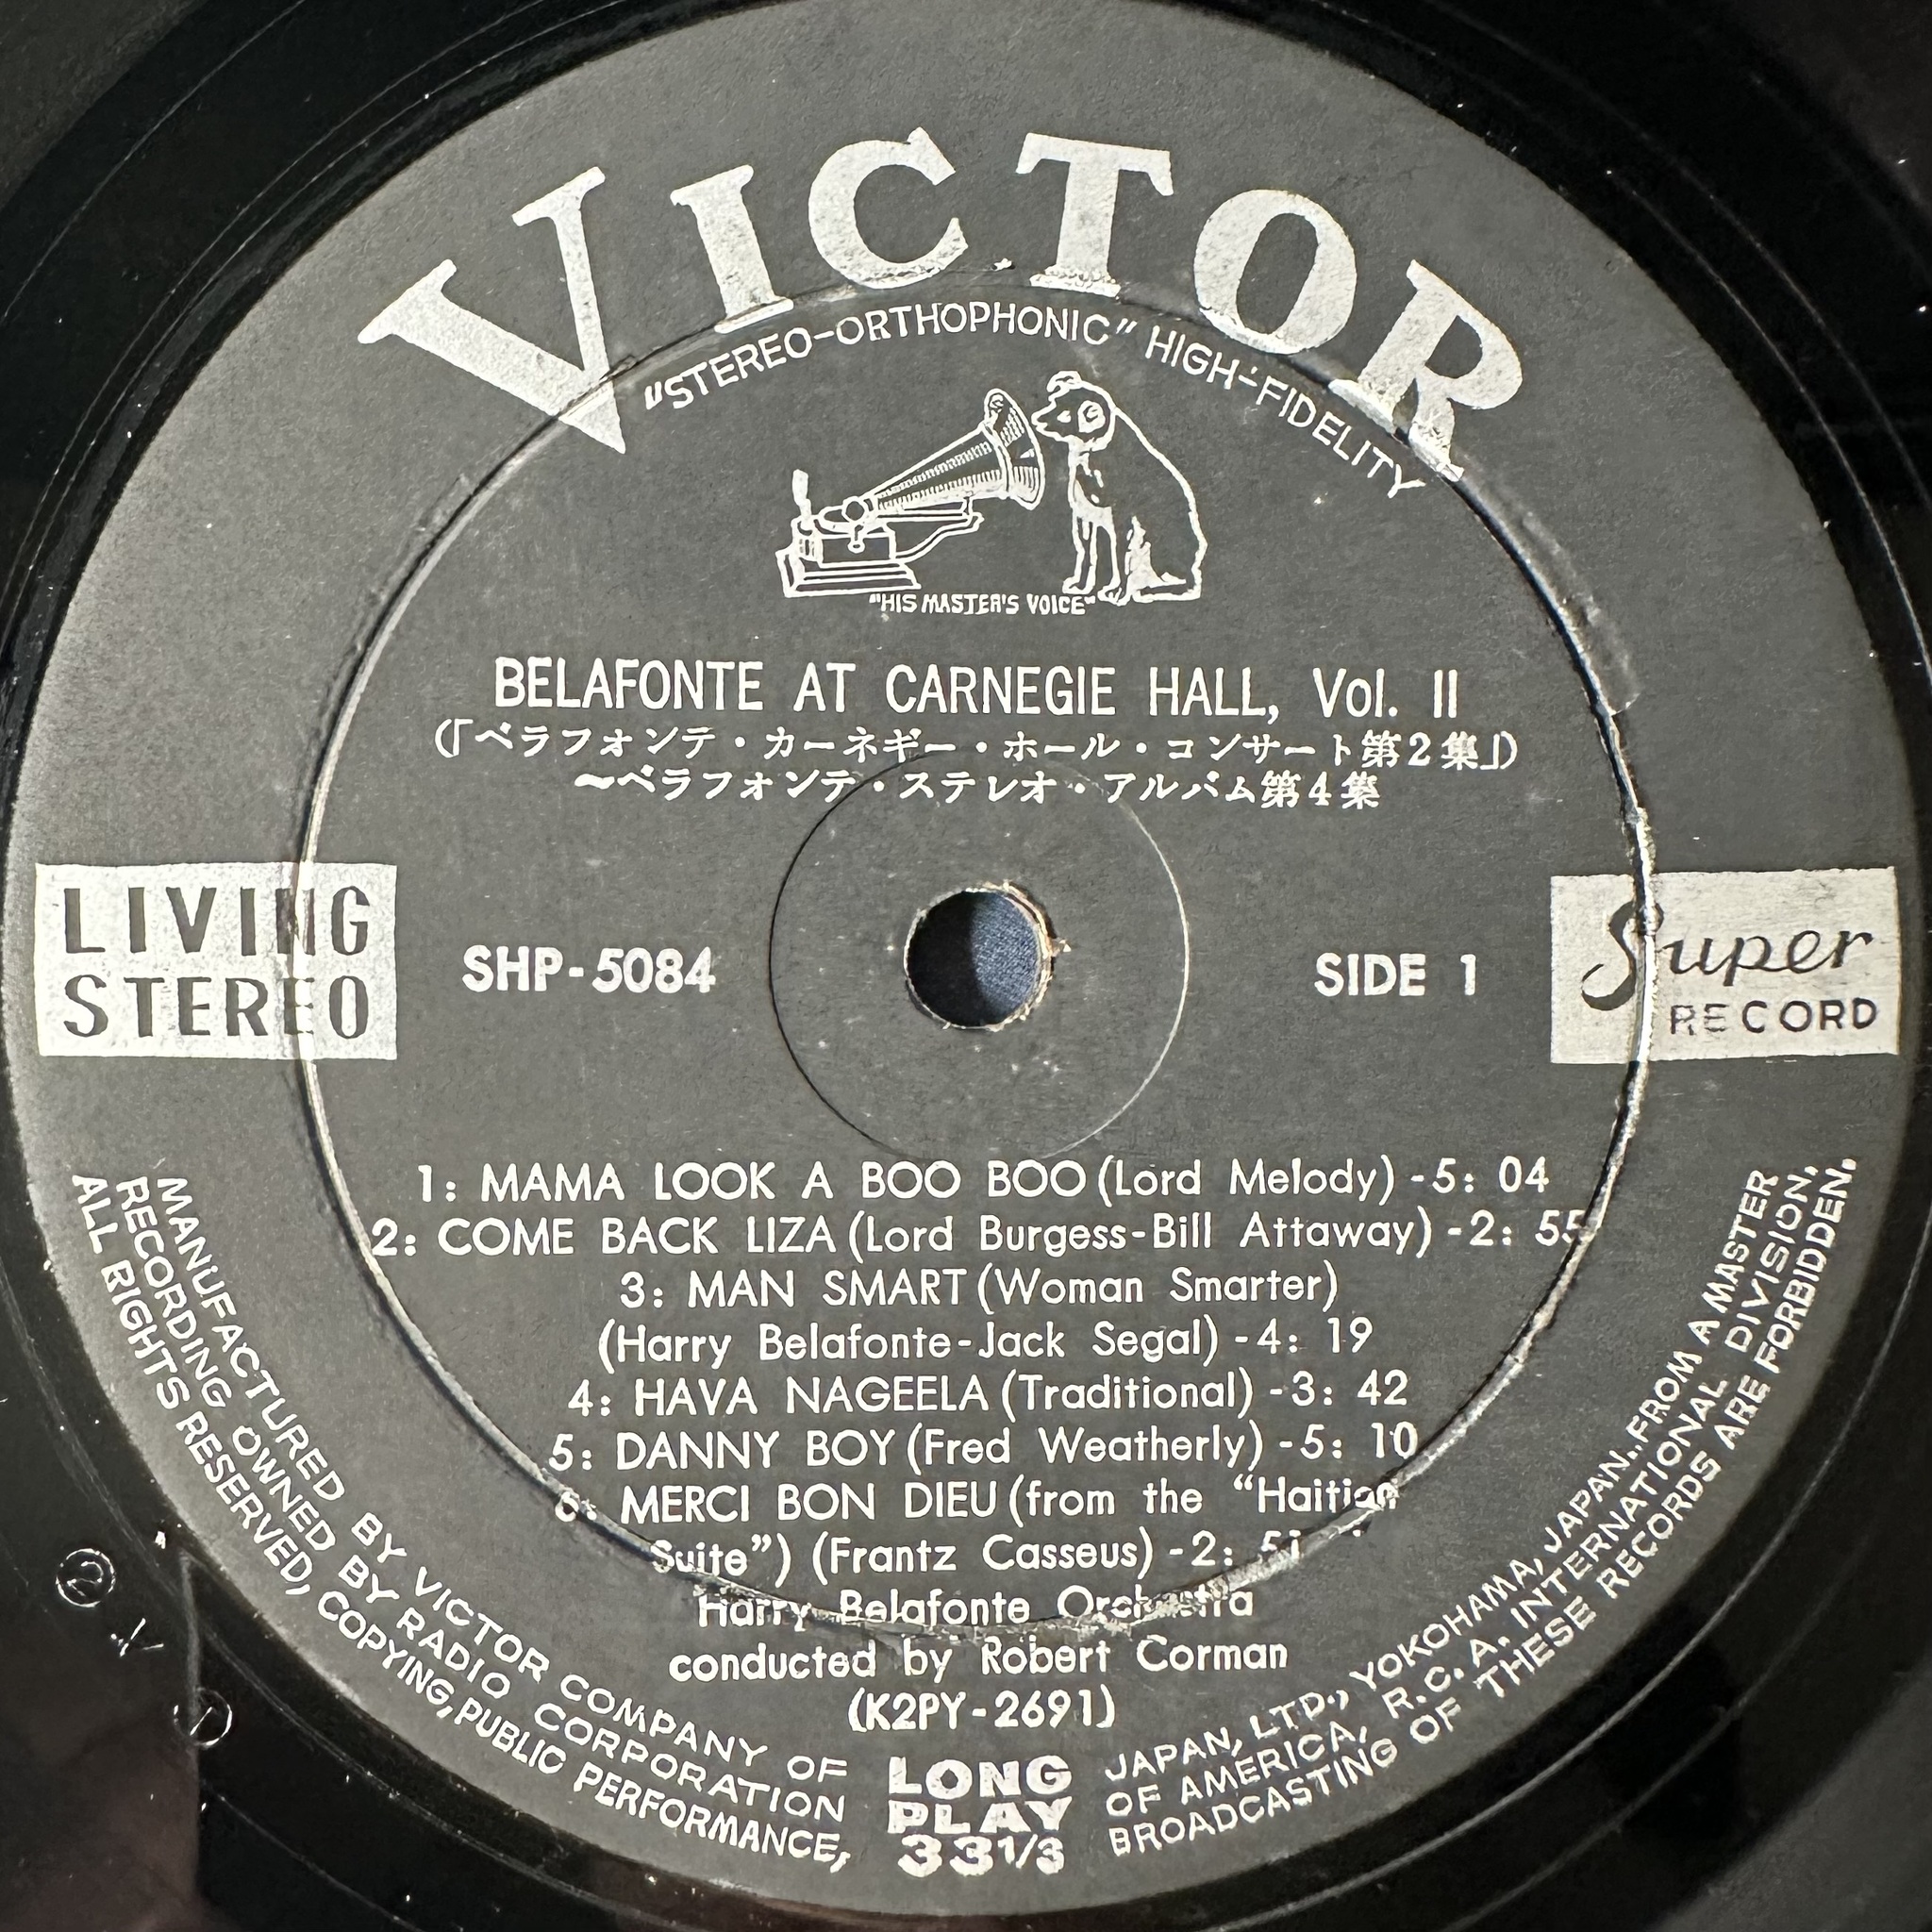 VICTOR
"STEREO-ORTHOPHONIC" HIGH-FIDELITY
"HIS MASTER'S VOICE"
BELAFONTE AT CARNEGIE HALL, Vol. II
(「ベラフォンテ・カーネギー・ホール・コンサート第2集」)
〜ベラフォンテ・ステレオ・アルバム第4集
LIVING
STEREO
SHP-5084
SIDE 1
Super
RECORD
1: MAMA LOOK A BOO BOO (Lord Melody) -5: 04
2: COME BACK LIZA (Lord Burgess-Bill Attaway) -2: 55
3: MAN SMART (Woman Smarter)
(Harry Belafonte-Jack Segal) -4: 19
4: HAVA NAGEELA (Traditional) -3: 42
5: DANNY BOY (Fred Weatherly) -5: 10
6: MERCI BON DIEU (from the "Haitian
Suite") (Frantz Casseus) -2: 51
Harry Belafonte Orchestra
conducted by Robert Corman
(K2PY-2691)
LONG
PLAY
33 1/3
MANUFACTURED BY VICTOR COMPANY OF JAPAN, LTD., YOKOHAMA, JAPAN. FROM A MASTER
RECORDING OWNED BY RADIO CORPORATION OF AMERICA, R.C.A. INTERNATIONAL DIVISION,
ALL RIGHTS RESERVED, COPYING, PUBLIC PERFORMANCE, BROADCASTING OF THESE RECORDS ARE FORBIDDEN.
②